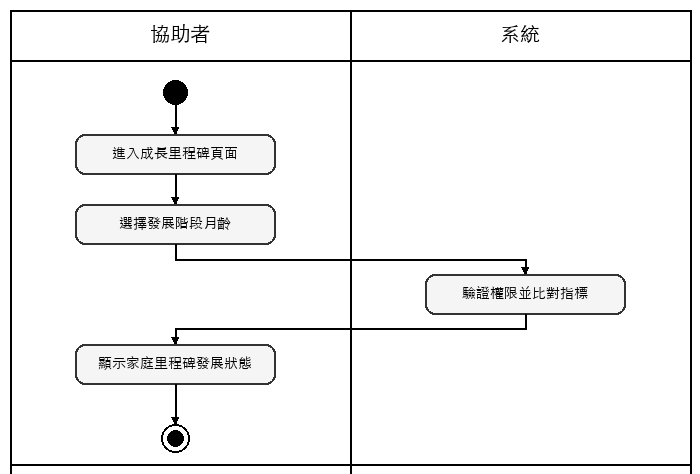 協助者
系統
進入成長里程碑頁面
選擇發展階段月齡
驗證權限並比對指標
顯示家庭里程碑發展狀態